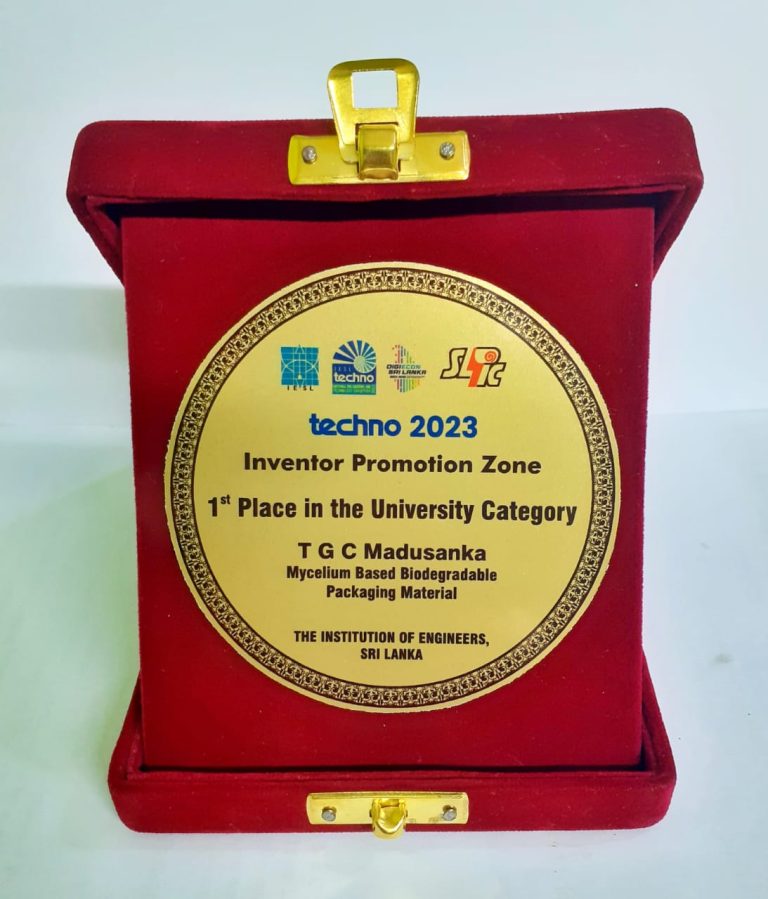 IESL
IESL
techno
DIGIECON
SRI LANKA
SLIC
techno 2023
Inventor Promotion Zone
1st Place in the University Category
T G C Madusanka
Mycelium Based Biodegradable
Packaging Material
THE INSTITUTION OF ENGINEERS,
SRI LANKA